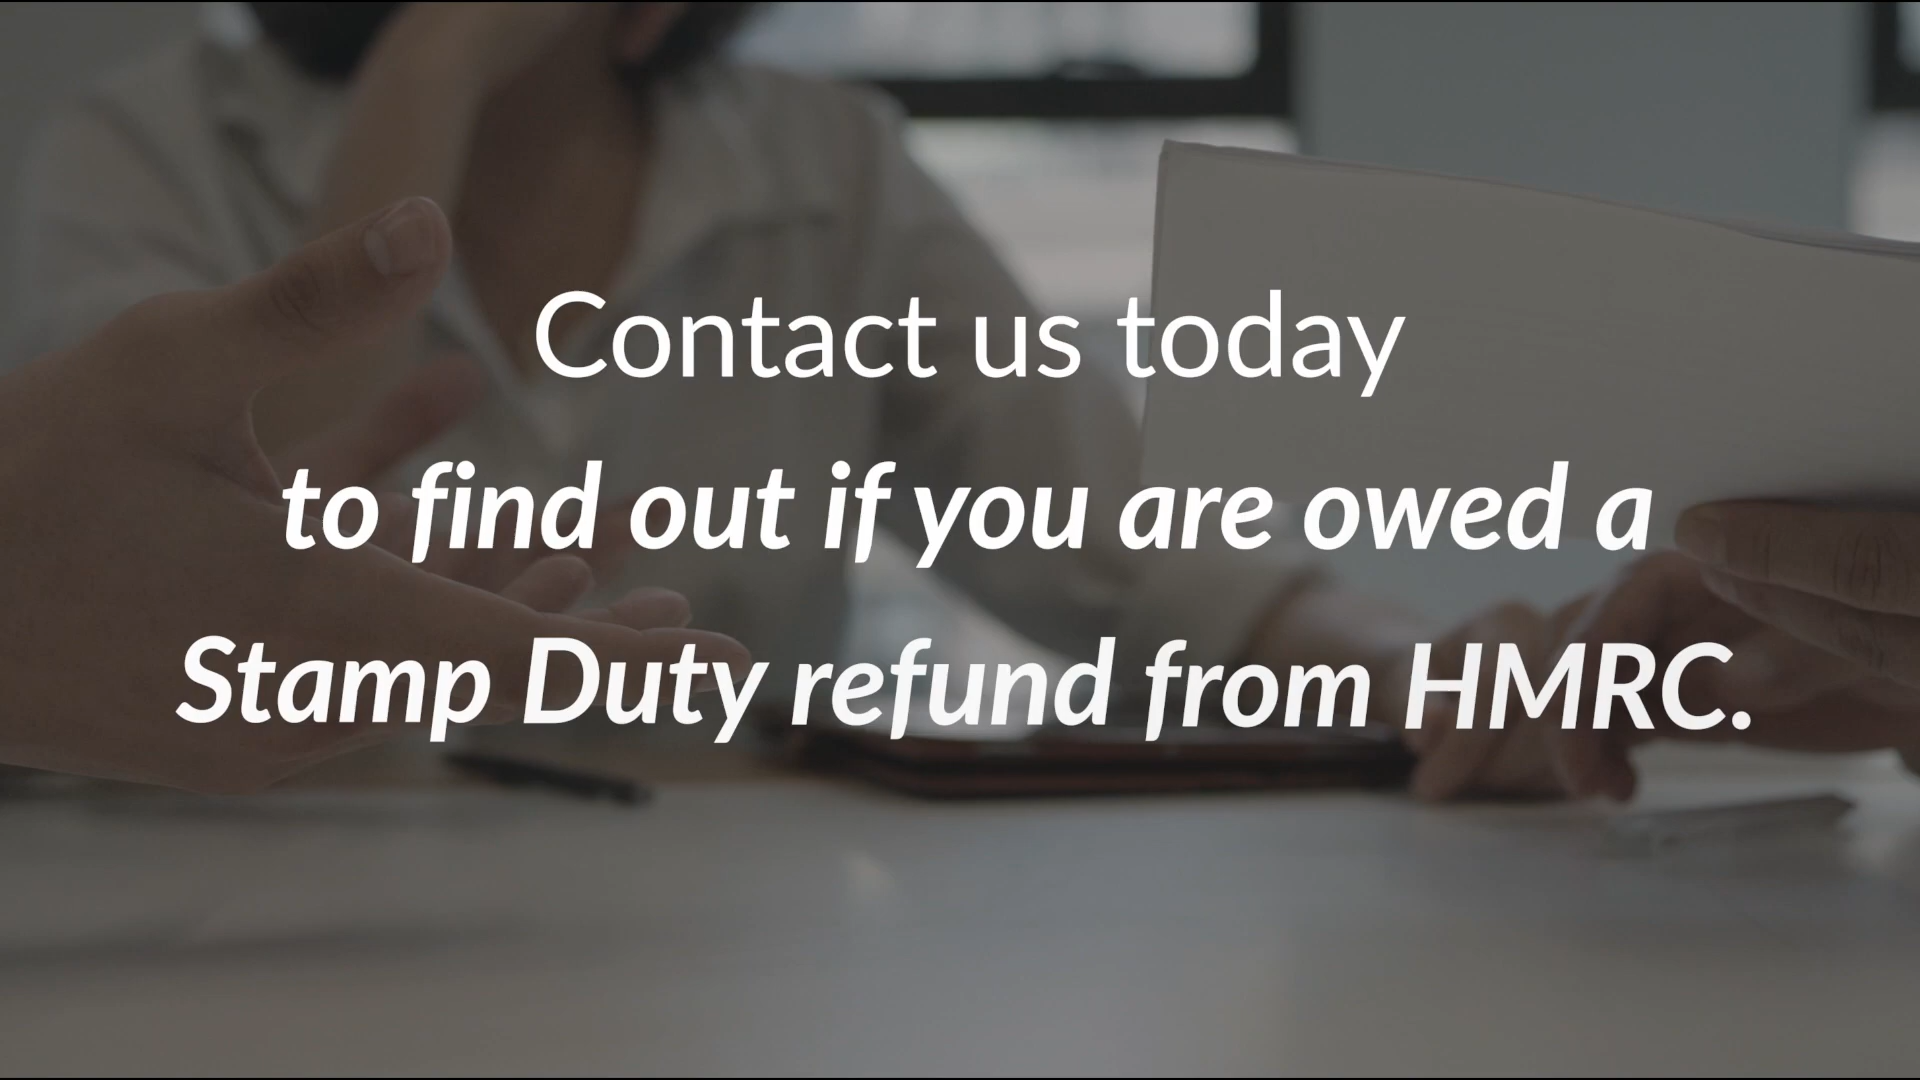 Contact us today
to find out if you are owed a
Stamp Duty refund from HMRC.